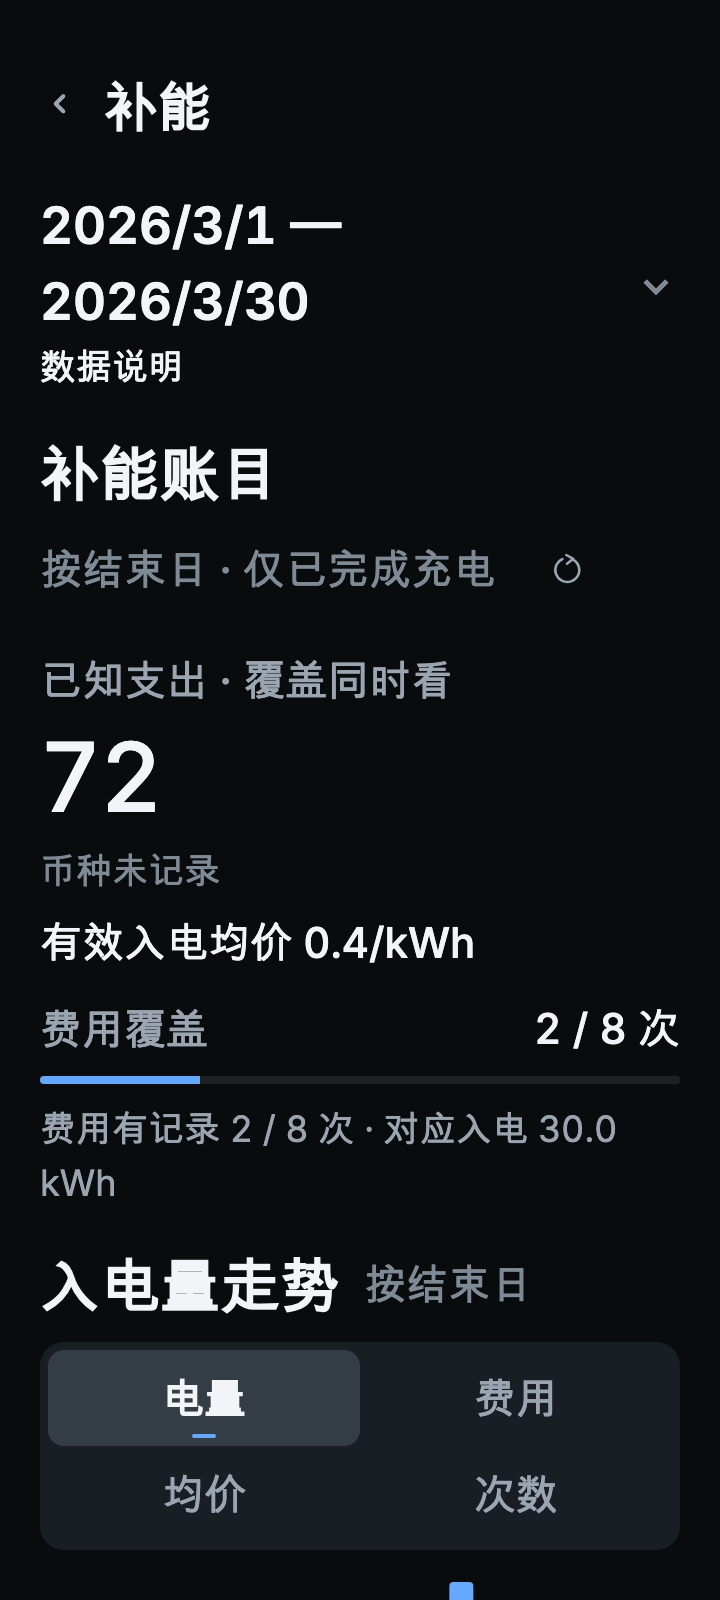 补能
2026/3/1 —
2026/3/30
数据说明
补能账目
按结束日 · 仅已完成充电
已知支出 · 覆盖同时看
72
币种未记录
有效入电均价 0.4/kWh
费用覆盖
2 / 8 次
费用有记录 2 / 8 次 · 对应入电 30.0
kWh
入电量走势 按结束日
电量
费用
均价
次数